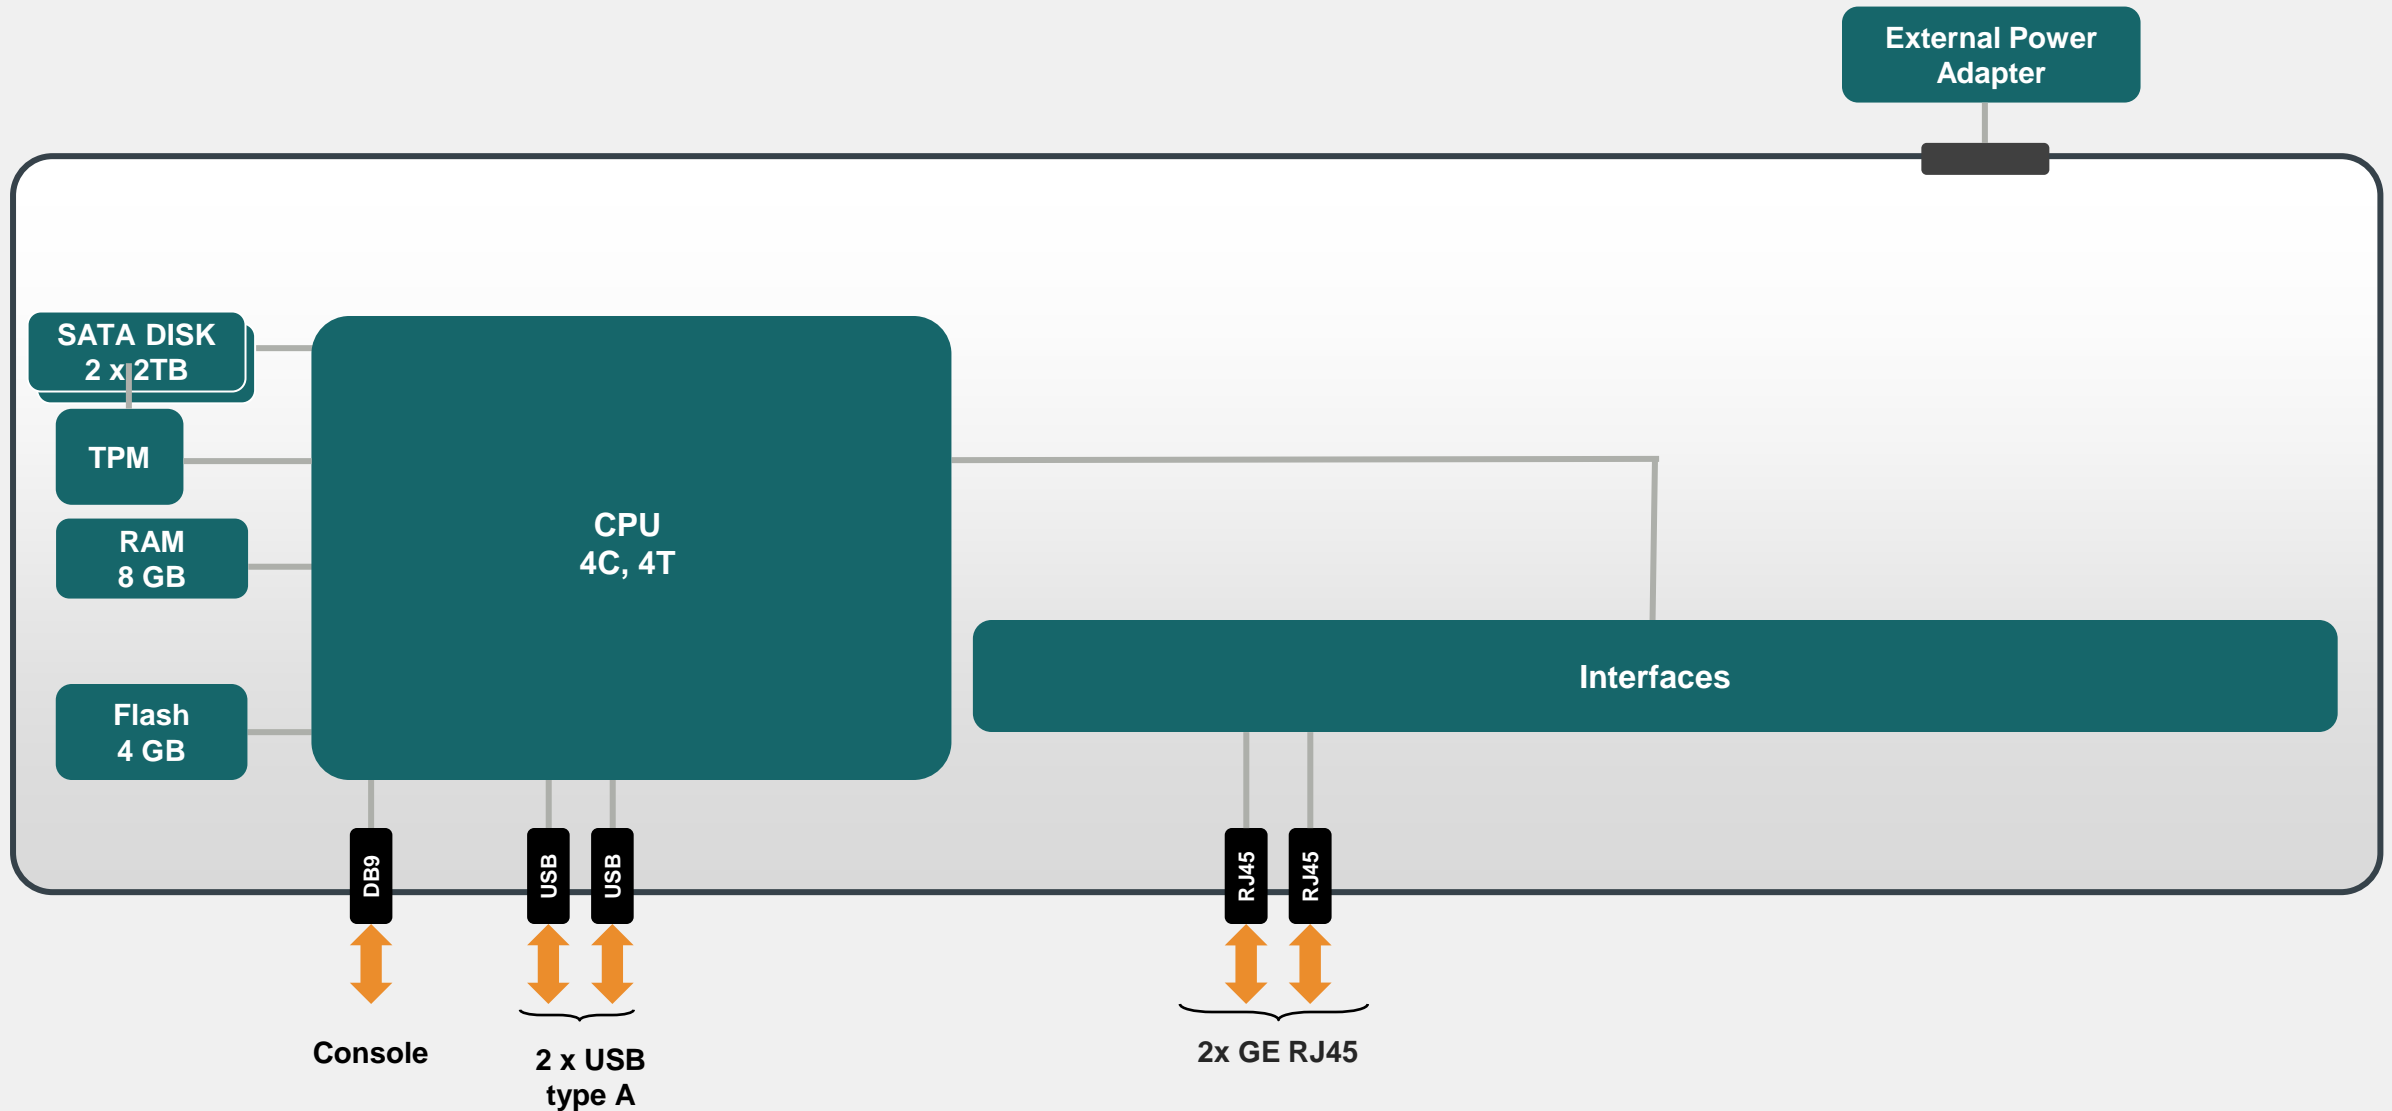 External Power
Adapter
SATA DISK
2 x 2TB
TPM
RAM
8 GB
Flash
4 GB
CPU
4C, 4T
Interfaces
DB9
USB
USB
RJ45
RJ45
Console
2 x USB
type A
2x GE RJ45